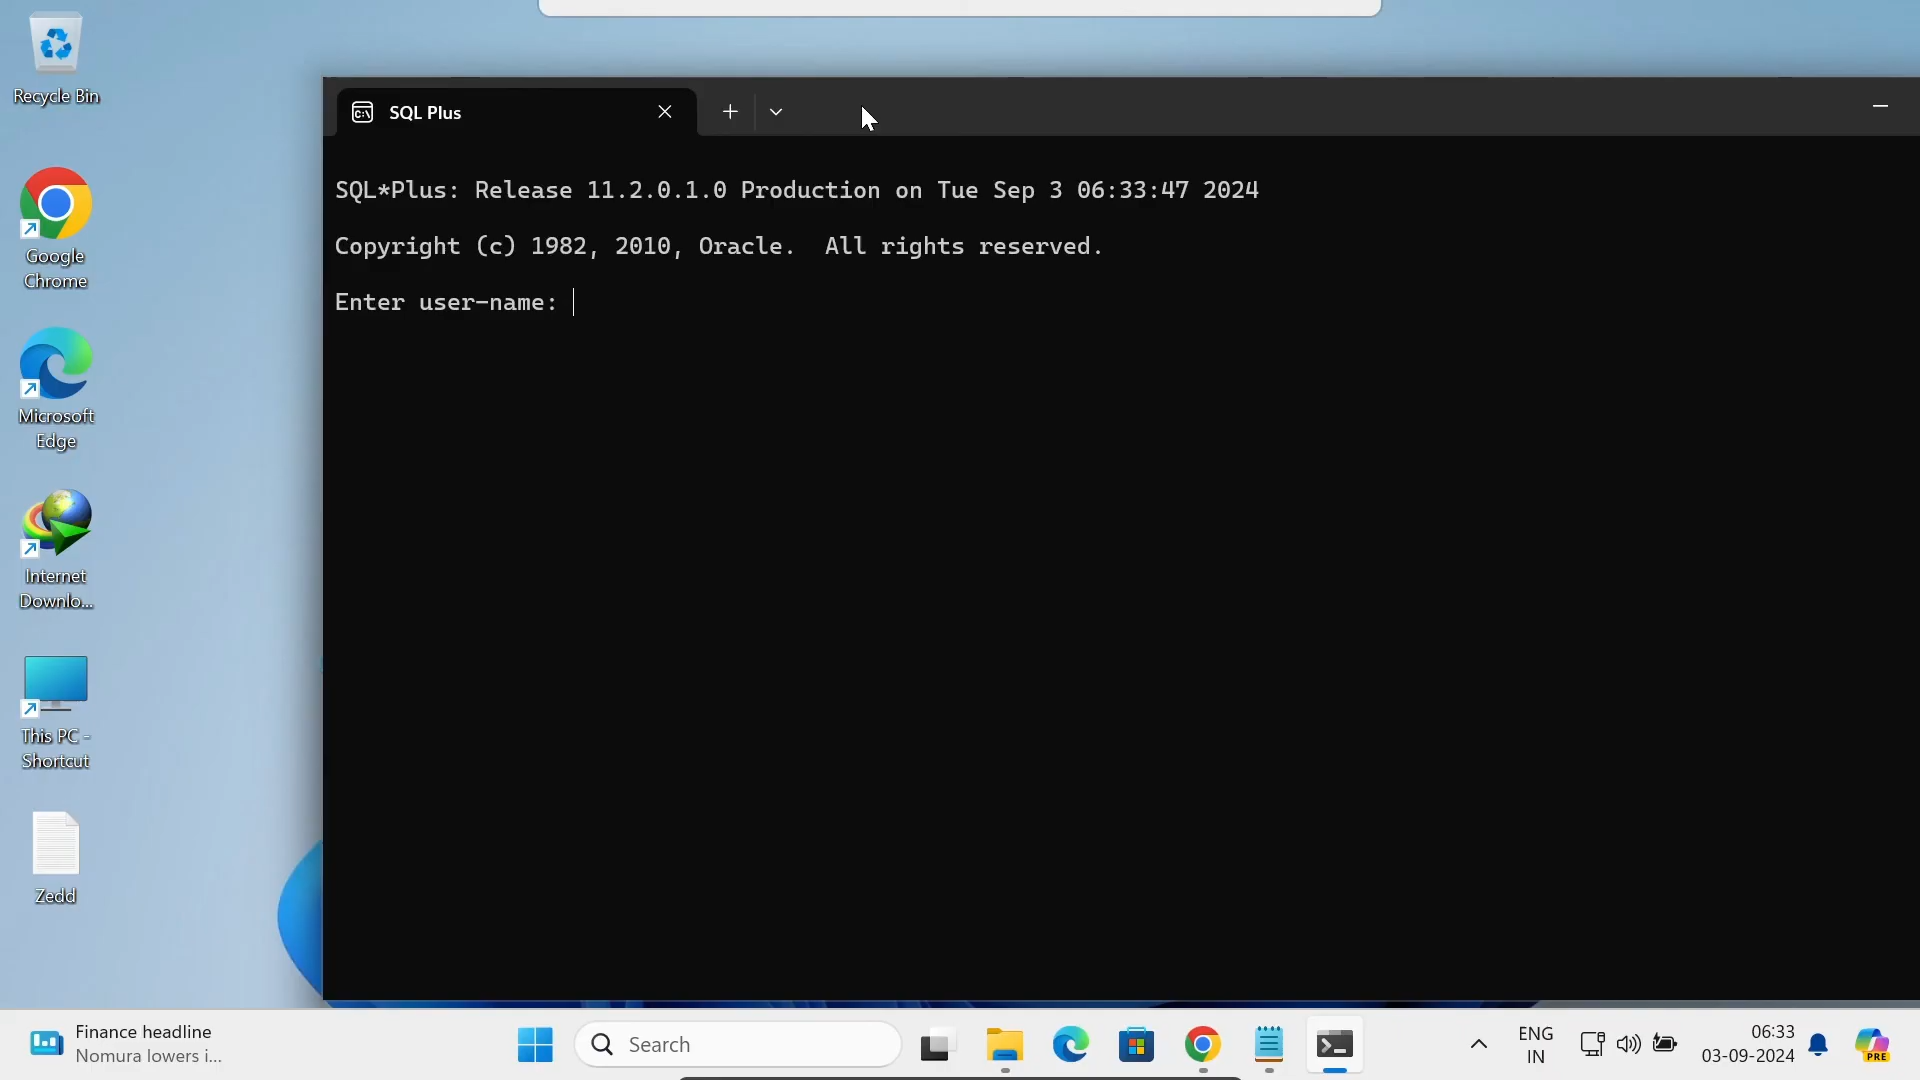 Recycle Bin
Google
Chrome
Microsoft
Edge
Internet
Downlo...
This PC -
Shortcut
Zedd
SQL Plus
SQL*Plus: Release 11.2.0.1.0 Production on Tue Sep 3 06:33:47 2024
Copyright (c) 1982, 2010, Oracle.  All rights reserved.
Enter user-name:
Finance headline
Nomura lowers i...
Search
ENG
IN
06:33
03-09-2024
PRE